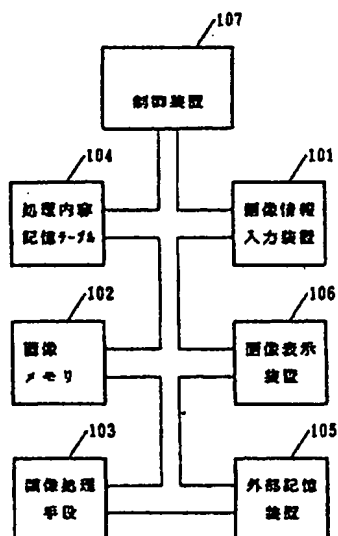 107
制御装置
104
処理内容
記憶テーブル
101
画像情報
入力装置
102
画像
メモリ
106
画像表示
装置
103
画像処理
手段
105
外部記憶
装置